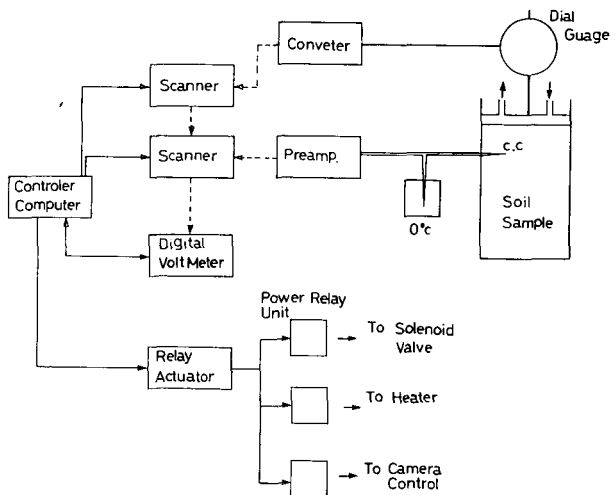 Dial
Guage
Conveter
Scanner
Scanner
Preamp.
c.c
Controler
Computer
0°c
Soil
Sample
Digital
Volt Meter
Power Relay
Unit
To Solenoid
Valve
Relay
Actuator
To Heater
To Camera
Control